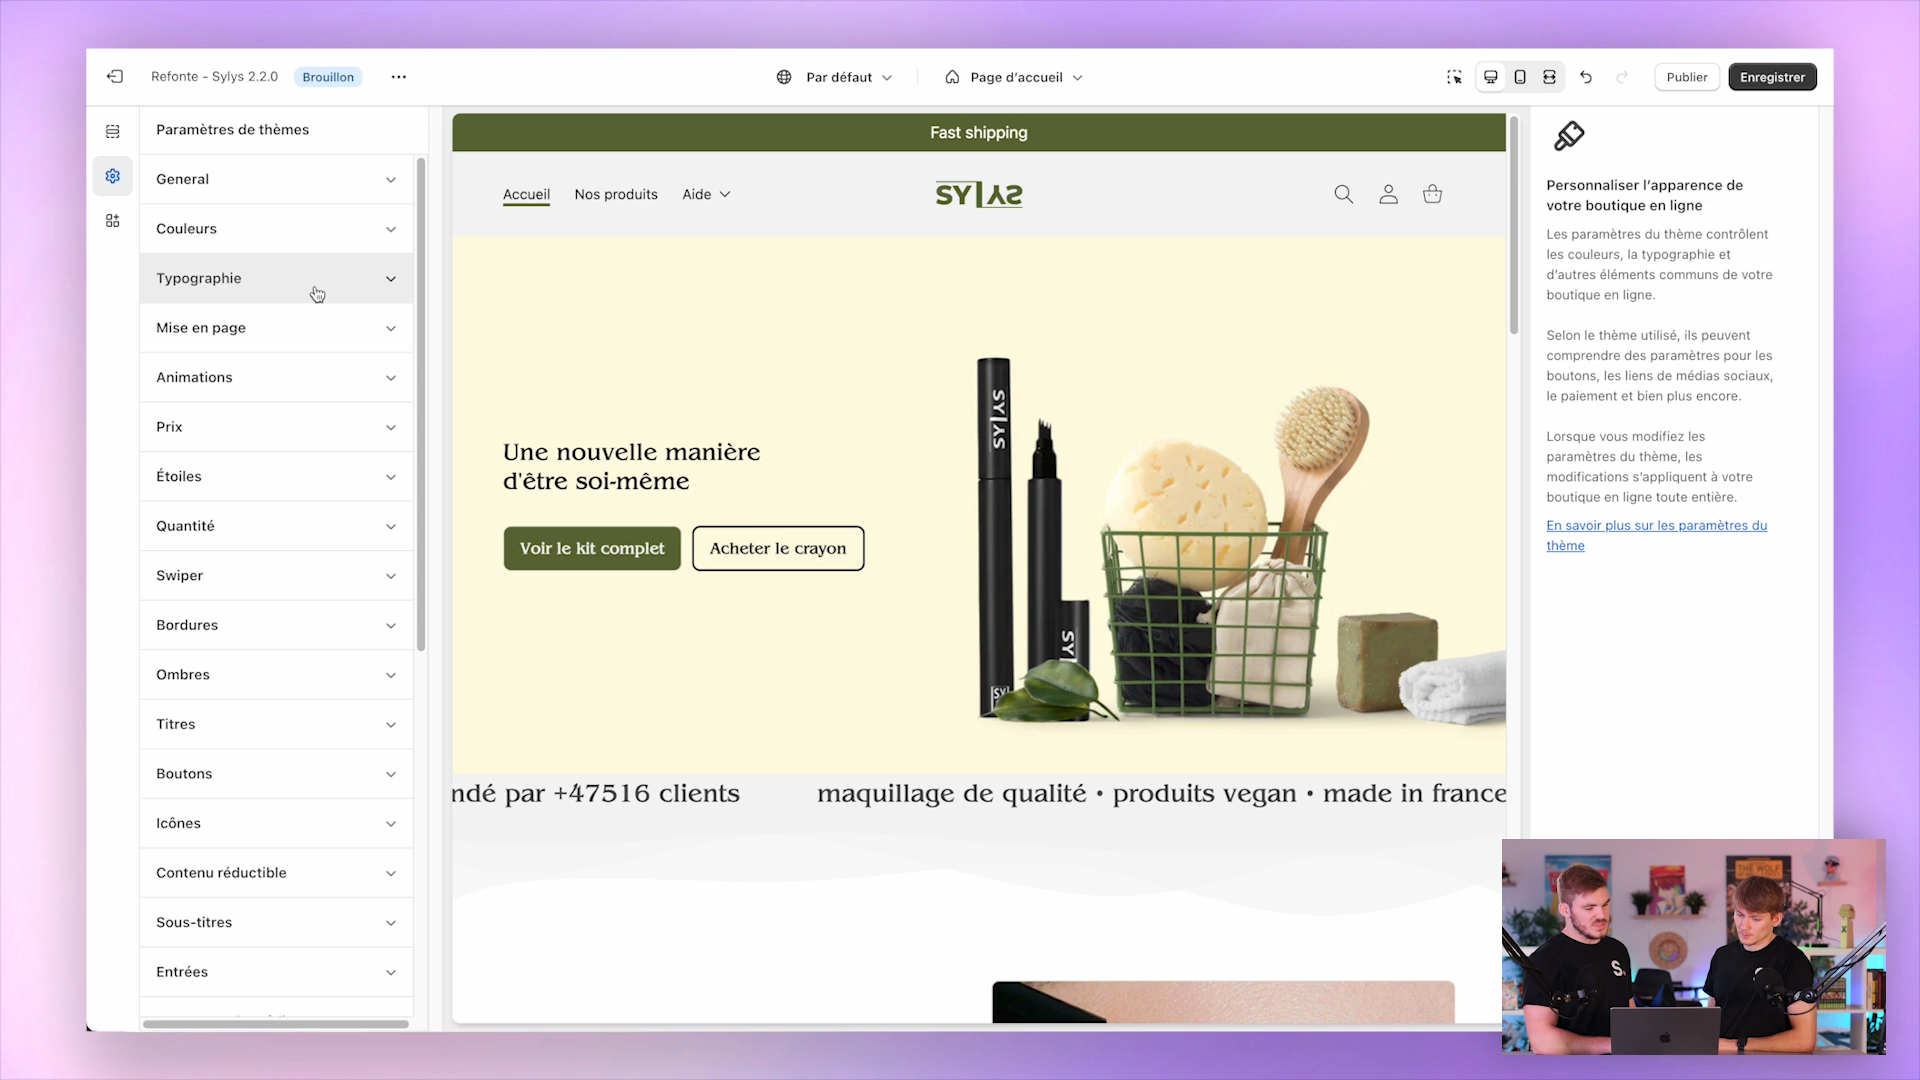 Refonte - Sylys 2.2.0
Brouillon
Par défaut
Page d'accueil
Publier
Enregistrer
Paramètres de thèmes
General
Couleurs
Typographie
Mise en page
Animations
Prix
Étoiles
Quantité
Swiper
Bordures
Ombres
Titres
Boutons
Icônes
Contenu réductible
Sous-titres
Entrées
Fast shipping
Accueil
Nos produits
Aide
SYLYS
Une nouvelle manière
d'être soi-même
Voir le kit complet
Acheter le crayon
SYLYS
ndé par +47516 clients
maquillage de qualité • produits vegan • made in france
Personnaliser l'apparence de
votre boutique en ligne
Les paramètres du thème contrôlent
les couleurs, la typographie et
d'autres éléments communs de votre
boutique en ligne.
Selon le thème utilisé, ils peuvent
comprendre des paramètres pour les
boutons, les liens de médias sociaux,
le paiement et bien plus encore.
Lorsque vous modifiez les
paramètres du thème, les
modifications s'appliquent à votre
boutique en ligne toute entière.
En savoir plus sur les paramètres du
thème
THE WOLF